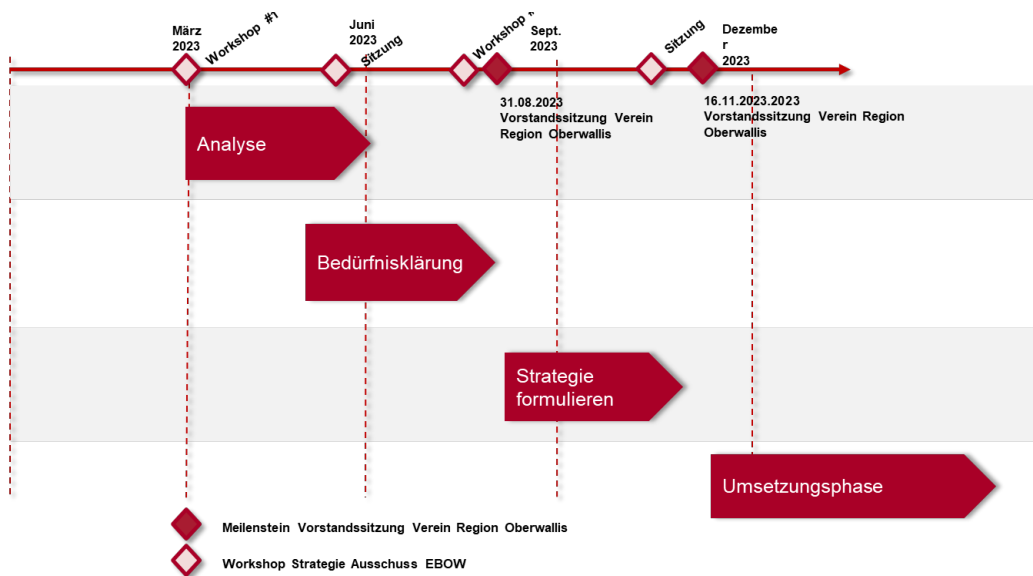 März
2023
Workshop #1
Juni
2023
Sitzung
Workshop
Sept.
2023
Sitzung
Dezembe
r
2023
31.08.2023
Vorstandssitzung Verein
Region Oberwallis
16.11.2023.2023
Vorstandssitzung Verein Region
Oberwallis
Analyse
Bedürfnisklärung
Strategie
formulieren
Umsetzungsphase
Meilenstein Vorstandssitzung Verein Region Oberwallis
Workshop Strategie Ausschuss EBOW